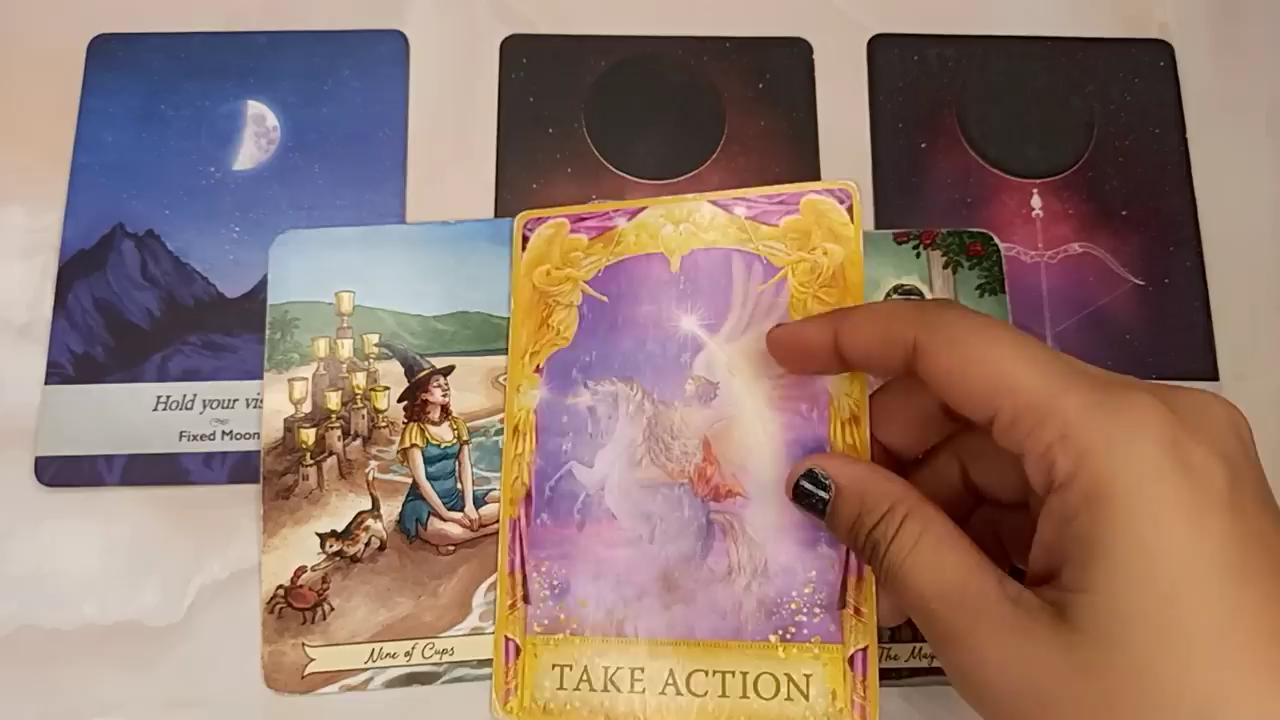 Hold your vis
Fixed Moon
Nine of Cups
The Mag
TAKE ACTION